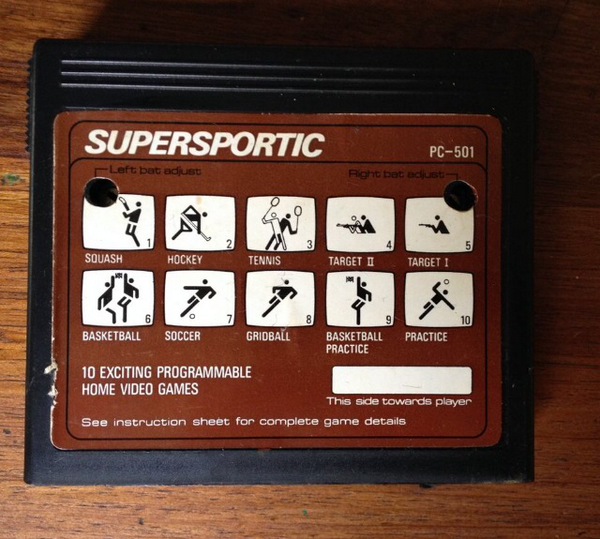 SUPERSPORTIC
PC-501
Left bat adjust
Right bat adjust
1
2
3
4
5
SQUASH
HOCKEY
TENNIS
TARGET II
TARGET I
6
7
8
9
10
BASKETBALL
SOCCER
GRIDBALL
BASKETBALL
PRACTICE
PRACTICE
10 EXCITING PROGRAMMABLE
HOME VIDEO GAMES
This side towards player
See instruction sheet for complete game details